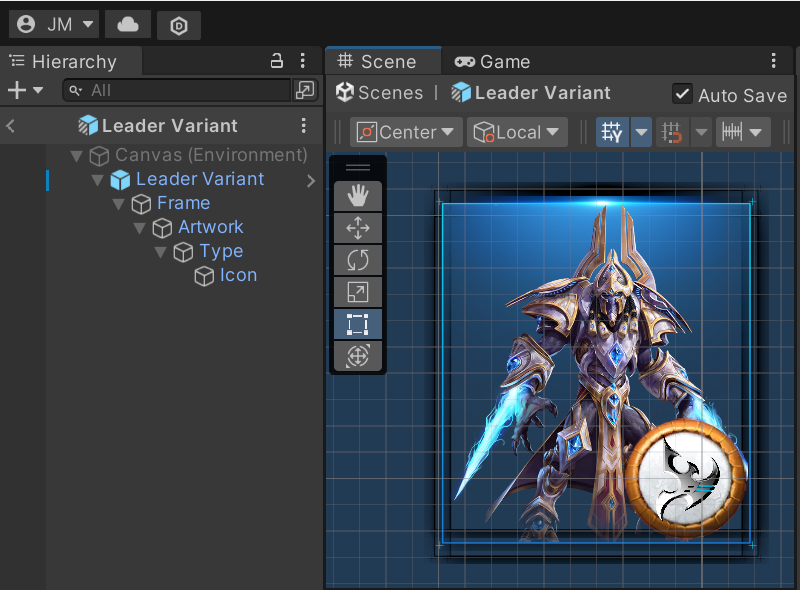 JM
Hierarchy
All
Leader Variant
Canvas (Environment)
Leader Variant
Frame
Artwork
Type
Icon
Scene Game
Scenes | Leader Variant Auto Save
Center Local